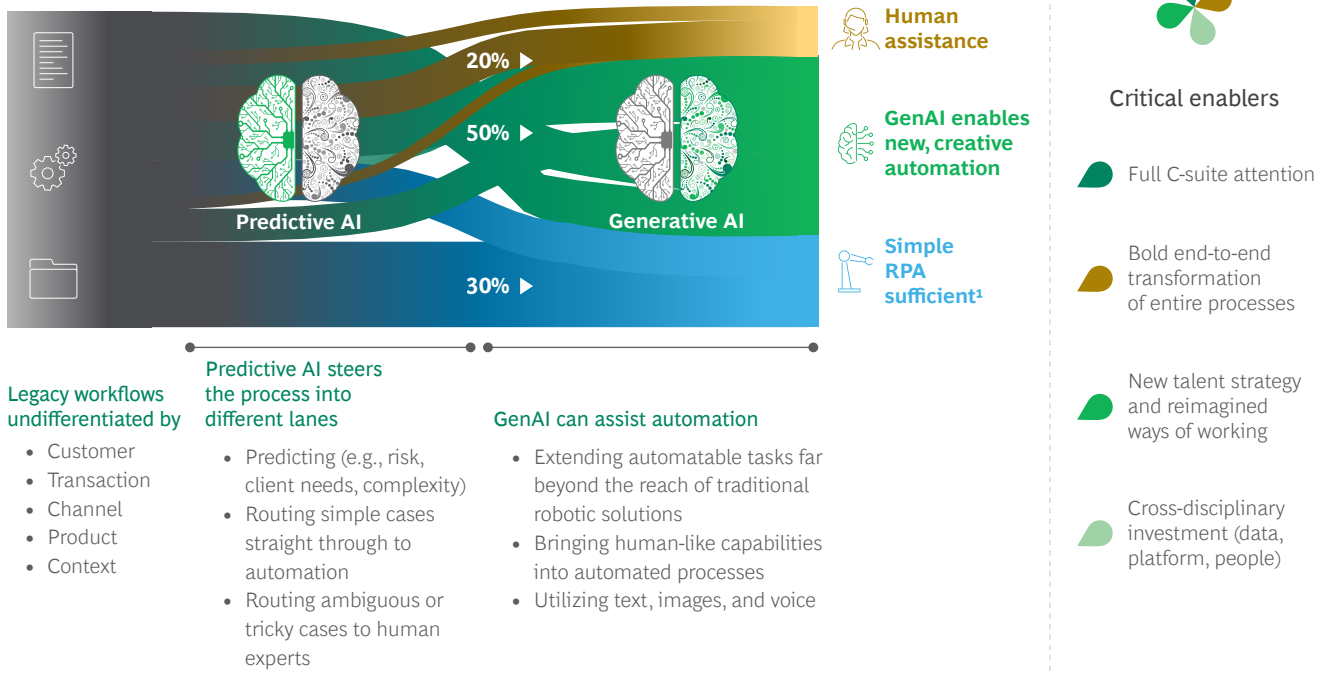 20%
50%
30%
Predictive AI
Generative AI
Human
assistance
GenAI enables
new, creative
automation
Simple
RPA
sufficient¹
Legacy workflows
undifferentiated by
• Customer
• Transaction
• Channel
• Product
• Context
Predictive AI steers
the process into
different lanes
• Predicting (e.g., risk,
client needs, complexity)
• Routing simple cases
straight through to
automation
• Routing ambiguous or
tricky cases to human
experts
GenAI can assist automation
• Extending automatable tasks far
beyond the reach of traditional
robotic solutions
• Bringing human-like capabilities
into automated processes
• Utilizing text, images, and voice
Critical enablers
Full C-suite attention
Bold end-to-end
transformation
of entire processes
New talent strategy
and reimagined
ways of working
Cross-disciplinary
investment (data,
platform, people)